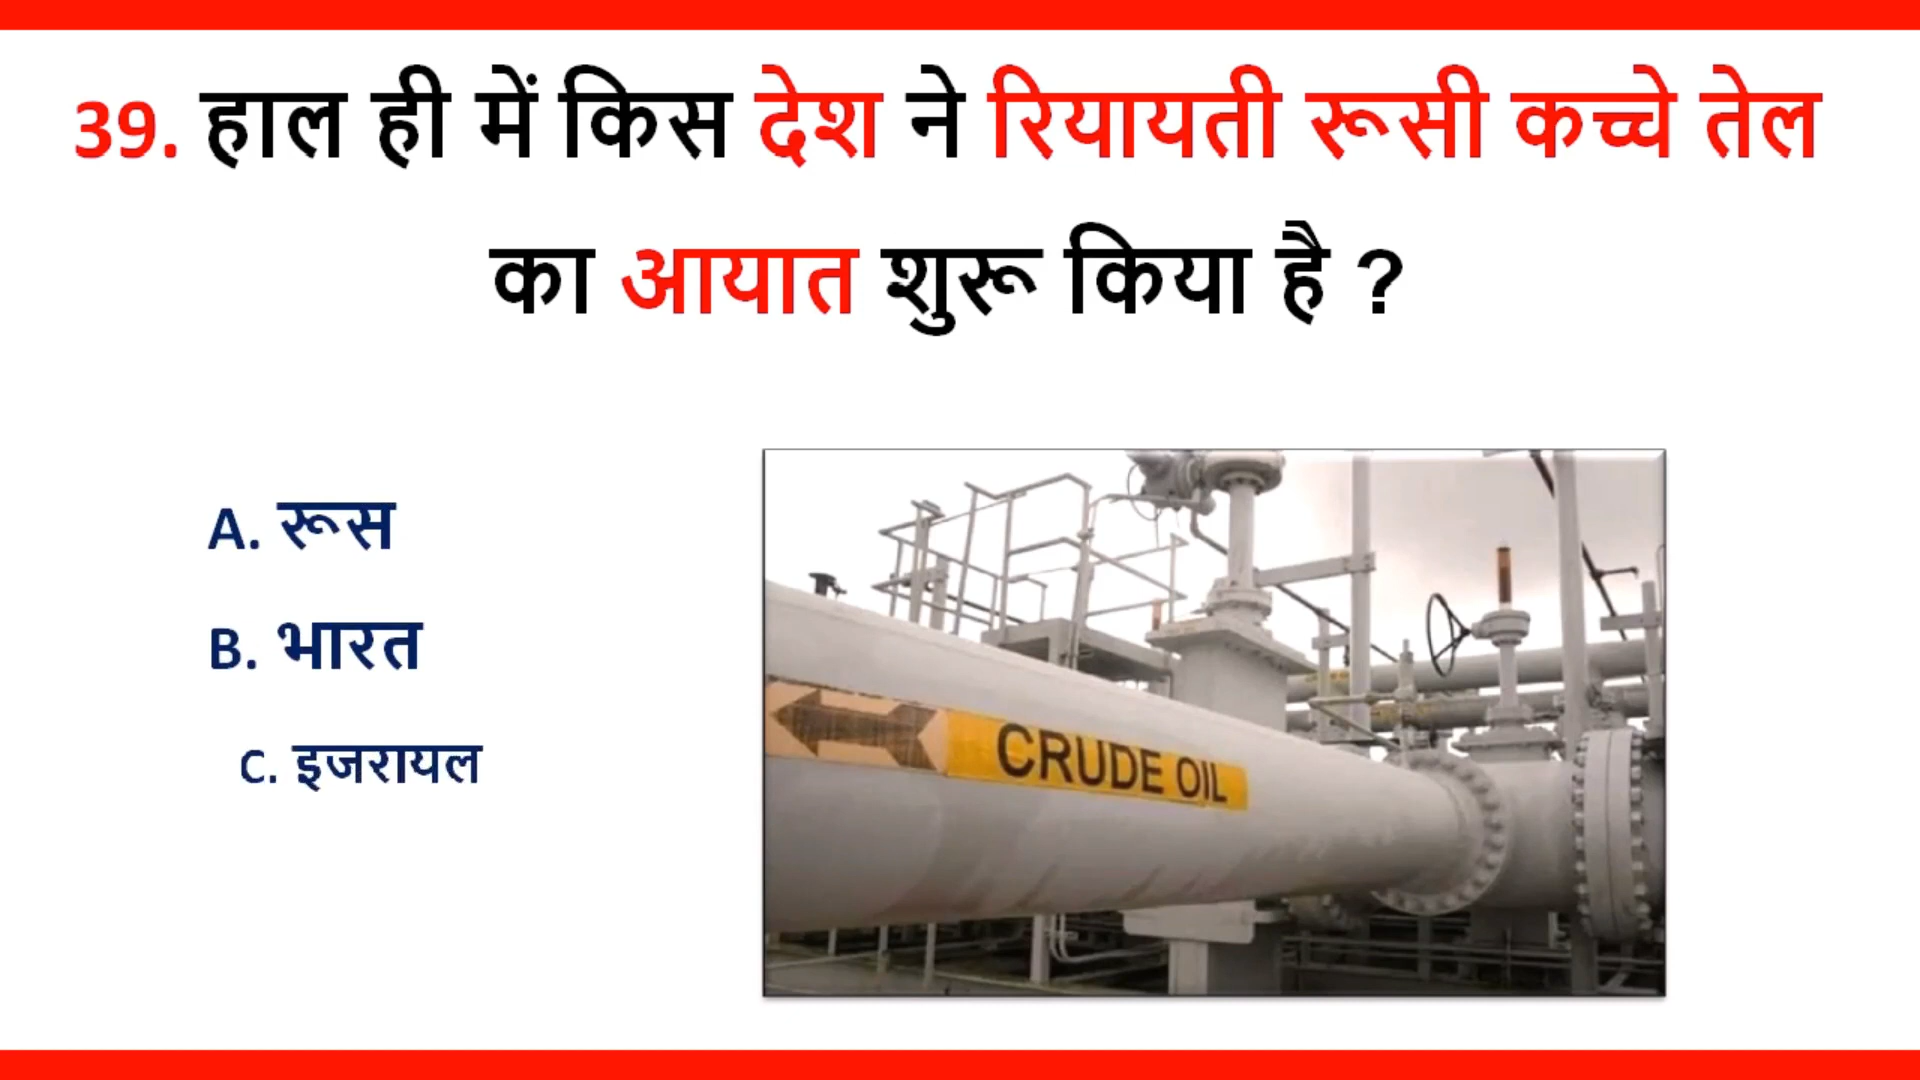 39. हाल ही में किस देश ने रियायती रूसी कच्चे तेल
का आयात शुरू किया है ?
A. रूस
B. भारत
C. इजरायल
CRUDE OIL